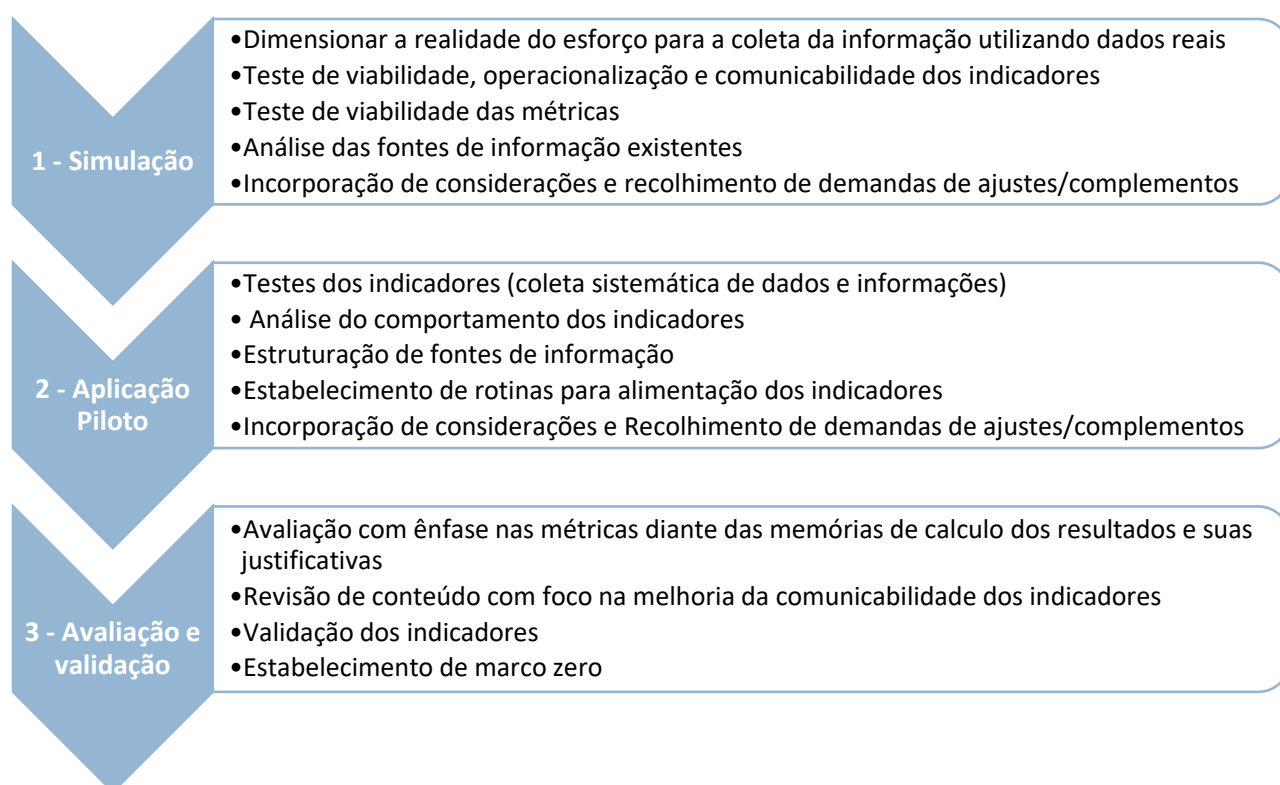 1 - Simulação
•Dimensionar a realidade do esforço para a coleta da informação utilizando dados reais
•Teste de viabilidade, operacionalização e comunicabilidade dos indicadores
•Teste de viabilidade das métricas
•Análise das fontes de informação existentes
•Incorporação de considerações e recolhimento de demandas de ajustes/complementos
2 - Aplicação
Piloto
•Testes dos indicadores (coleta sistemática de dados e informações)
• Análise do comportamento dos indicadores
•Estruturação de fontes de informação
•Estabelecimento de rotinas para alimentação dos indicadores
•Incorporação de considerações e Recolhimento de demandas de ajustes/complementos
3 - Avaliação e
validação
•Avaliação com ênfase nas métricas diante das memórias de calculo dos resultados e suas
justificativas
•Revisão de conteúdo com foco na melhoria da comunicabilidade dos indicadores
•Validação dos indicadores
•Estabelecimento de marco zero